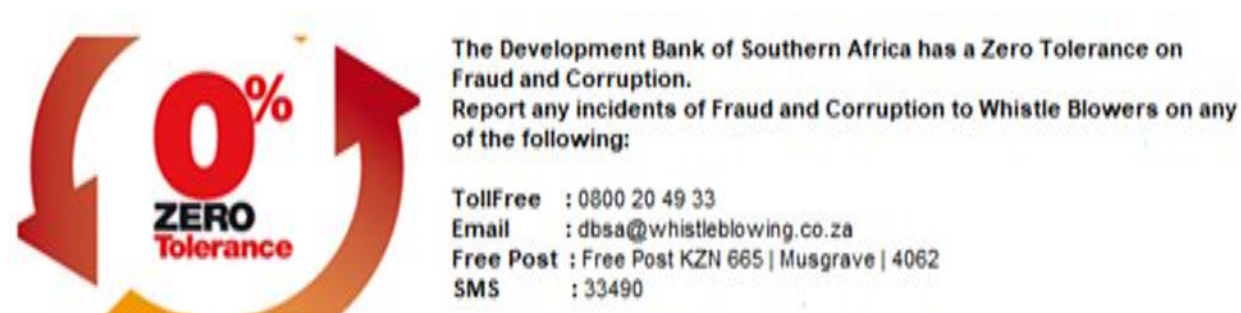 0%
ZERO
Tolerance
The Development Bank of Southern Africa has a Zero Tolerance on
Fraud and Corruption.
Report any incidents of Fraud and Corruption to Whistle Blowers on any
of the following:
TollFree : 0800 20 49 33
Email : dbsa@whistleblowing.co.za
Free Post : Free Post KZN 665 | Musgrave | 4062
SMS : 33490